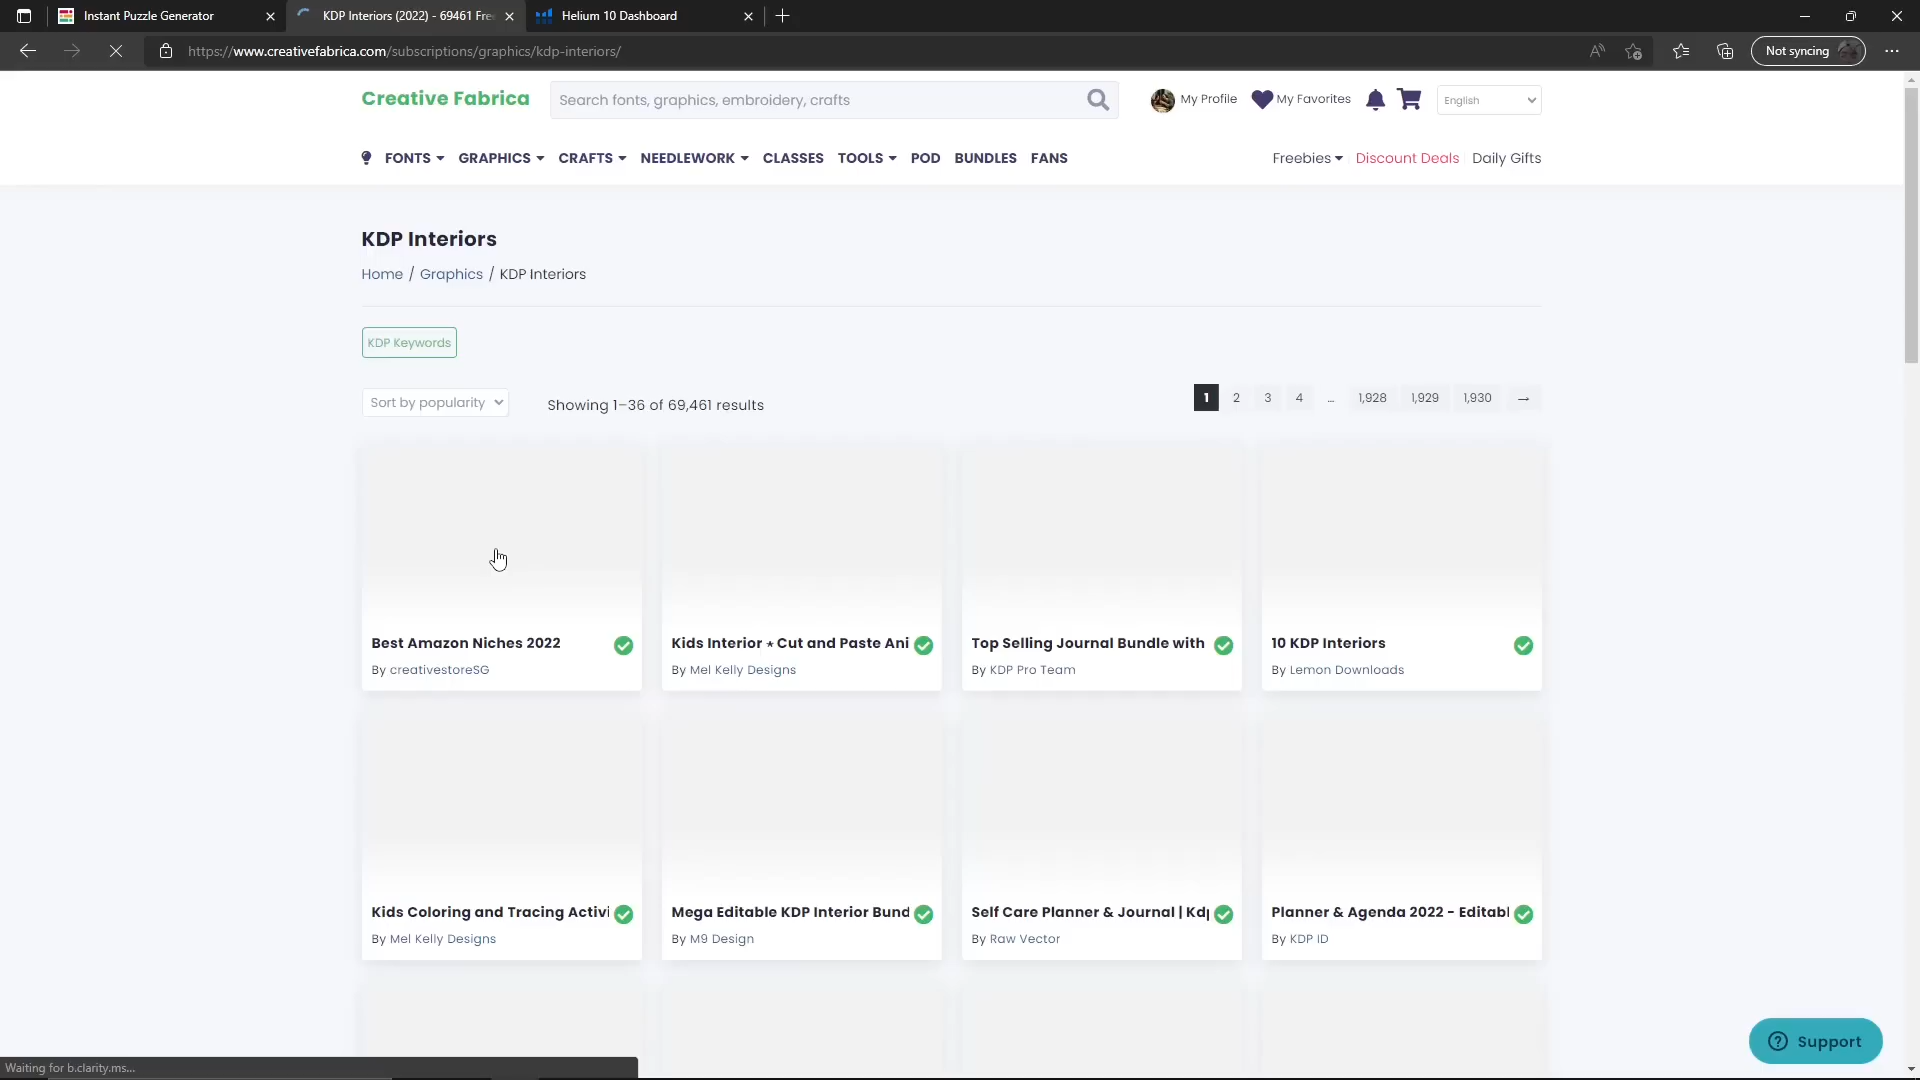 Instant Puzzle Generator
KDP Interiors (2022) - 69461 Fre
Helium 10 Dashboard
https://www.creativefabrica.com/subscriptions/graphics/kdp-interiors/
Not syncing
Creative Fabrica
Search fonts, graphics, embroidery, crafts
My Profile
My Favorites
English
FONTS GRAPHICS CRAFTS NEEDLEWORK CLASSES TOOLS POD BUNDLES FANS
Freebies Discount Deals Daily Gifts
KDP Interiors
Home / Graphics / KDP Interiors
KDP Keywords
Sort by popularity
Showing 1–36 of 69,461 results
1 2 3 4 ... 1,928 1,929 1,930 →
Best Amazon Niches 2022
By creativestoreSG
Kids Interior ⋆ Cut and Paste Ani
By Mel Kelly Designs
Top Selling Journal Bundle with
By KDP Pro Team
10 KDP Interiors
By Lemon Downloads
Kids Coloring and Tracing Activi
By Mel Kelly Designs
Mega Editable KDP Interior Bund
By M9 Design
Self Care Planner & Journal | Kdp
By Raw Vector
Planner & Agenda 2022 - Editabl
By KDP ID
Support
Waiting for b.clarity.ms...